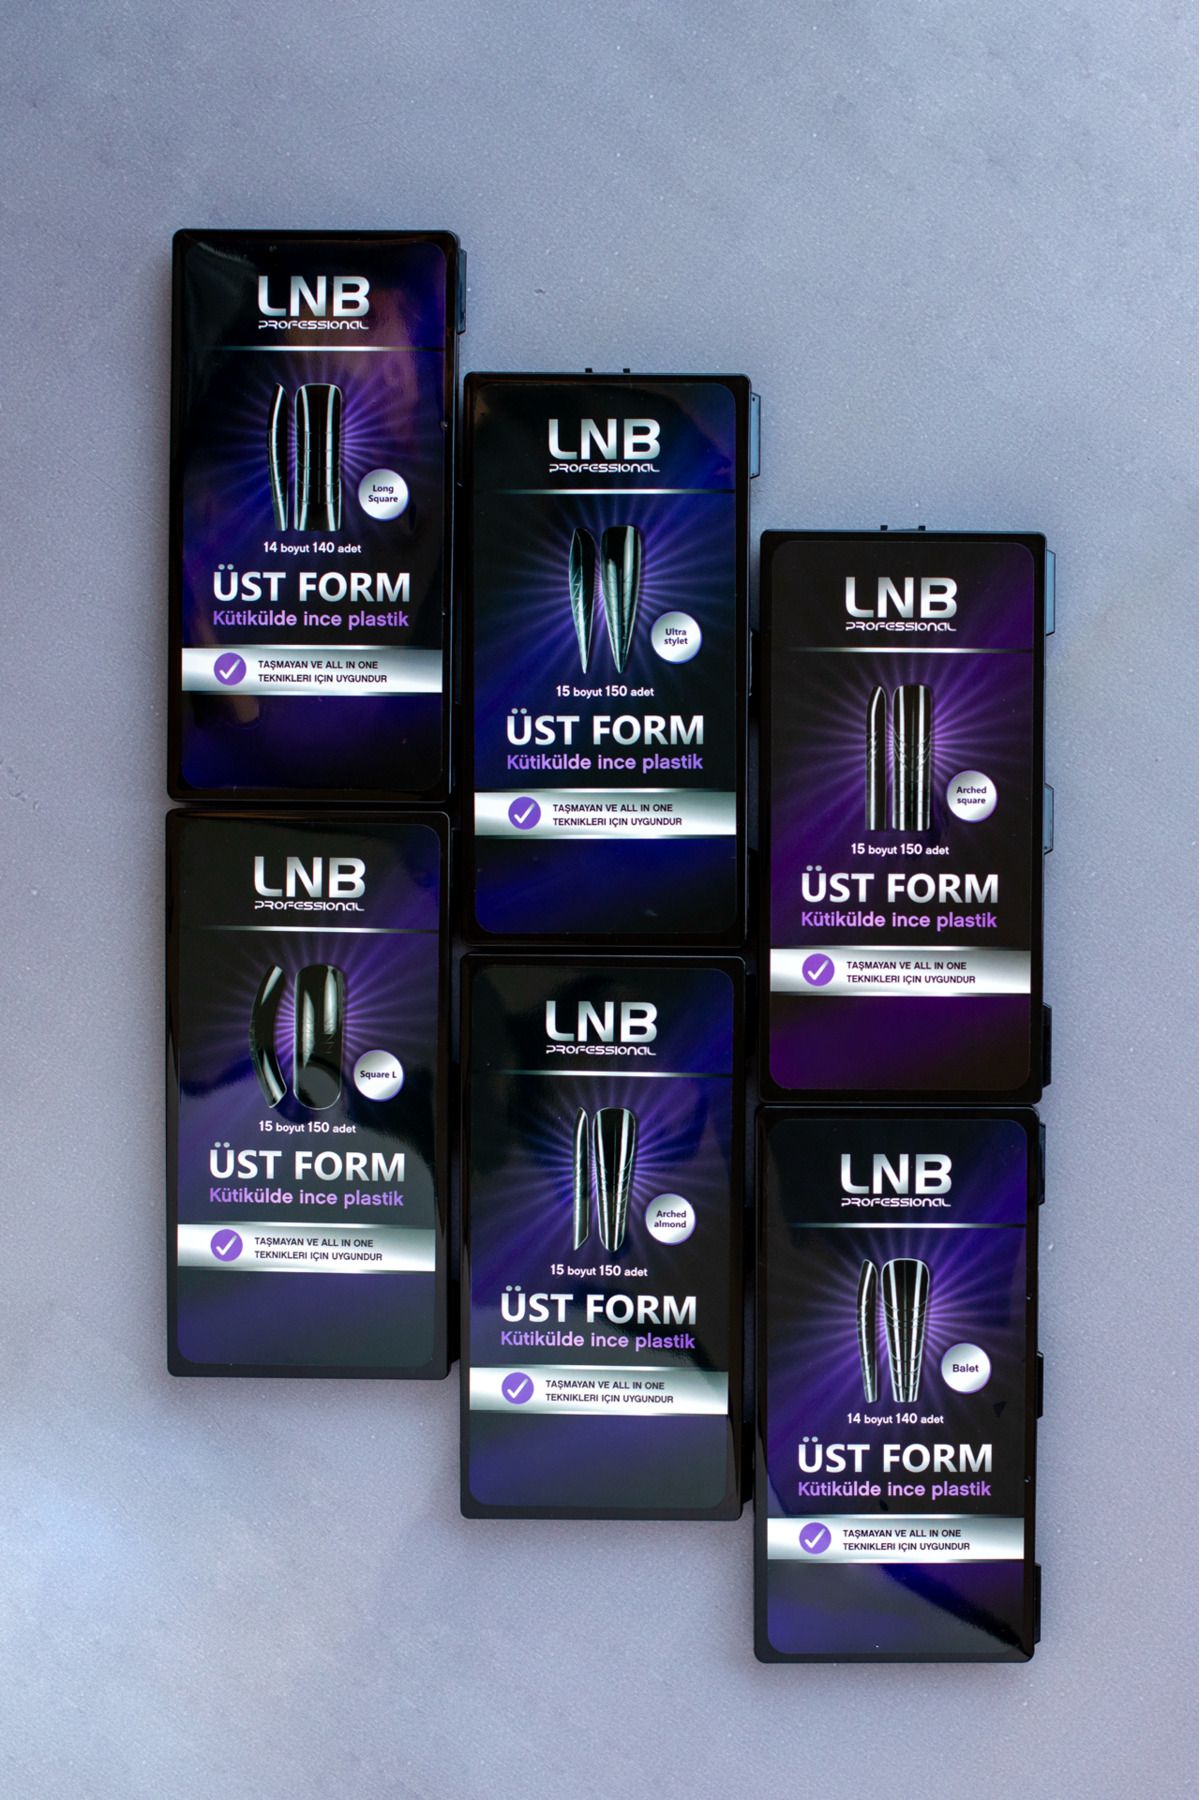 LNB
PROFESSIONAL
Long
Square
14 boyut 140 adet
ÜST FORM
Kütikülde ince plastik
TAŞMAYAN VE ALL IN ONE
TEKNIKLERI IÇIN UYGUNDUR
LNB
PROFESSIONAL
Ultra
stylet
15 boyut 150 adet
ÜST FORM
Kütikülde ince plastik
TAŞMAYAN VE ALL IN ONE
TEKNIKLERI IÇIN UYGUNDUR
LNB
PROFESSIONAL
Arched
square
15 boyut 150 adet
ÜST FORM
Kütikülde ince plastik
TAŞMAYAN VE ALL IN ONE
TEKNIKLERI IÇIN UYGUNDUR
LNB
PROFESSIONAL
Square L
15 boyut 150 adet
ÜST FORM
Kütikülde ince plastik
TAŞMAYAN VE ALL IN ONE
TEKNIKLERI IÇIN UYGUNDUR
LNB
PROFESSIONAL
Arched
almond
15 boyut 150 adet
ÜST FORM
Kütikülde ince plastik
TAŞMAYAN VE ALL IN ONE
TEKNIKLERI IÇIN UYGUNDUR
LNB
PROFESSIONAL
Balet
14 boyut 140 adet
ÜST FORM
Kütikülde ince plastik
TAŞMAYAN VE ALL IN ONE
TEKNIKLERI IÇIN UYGUNDUR